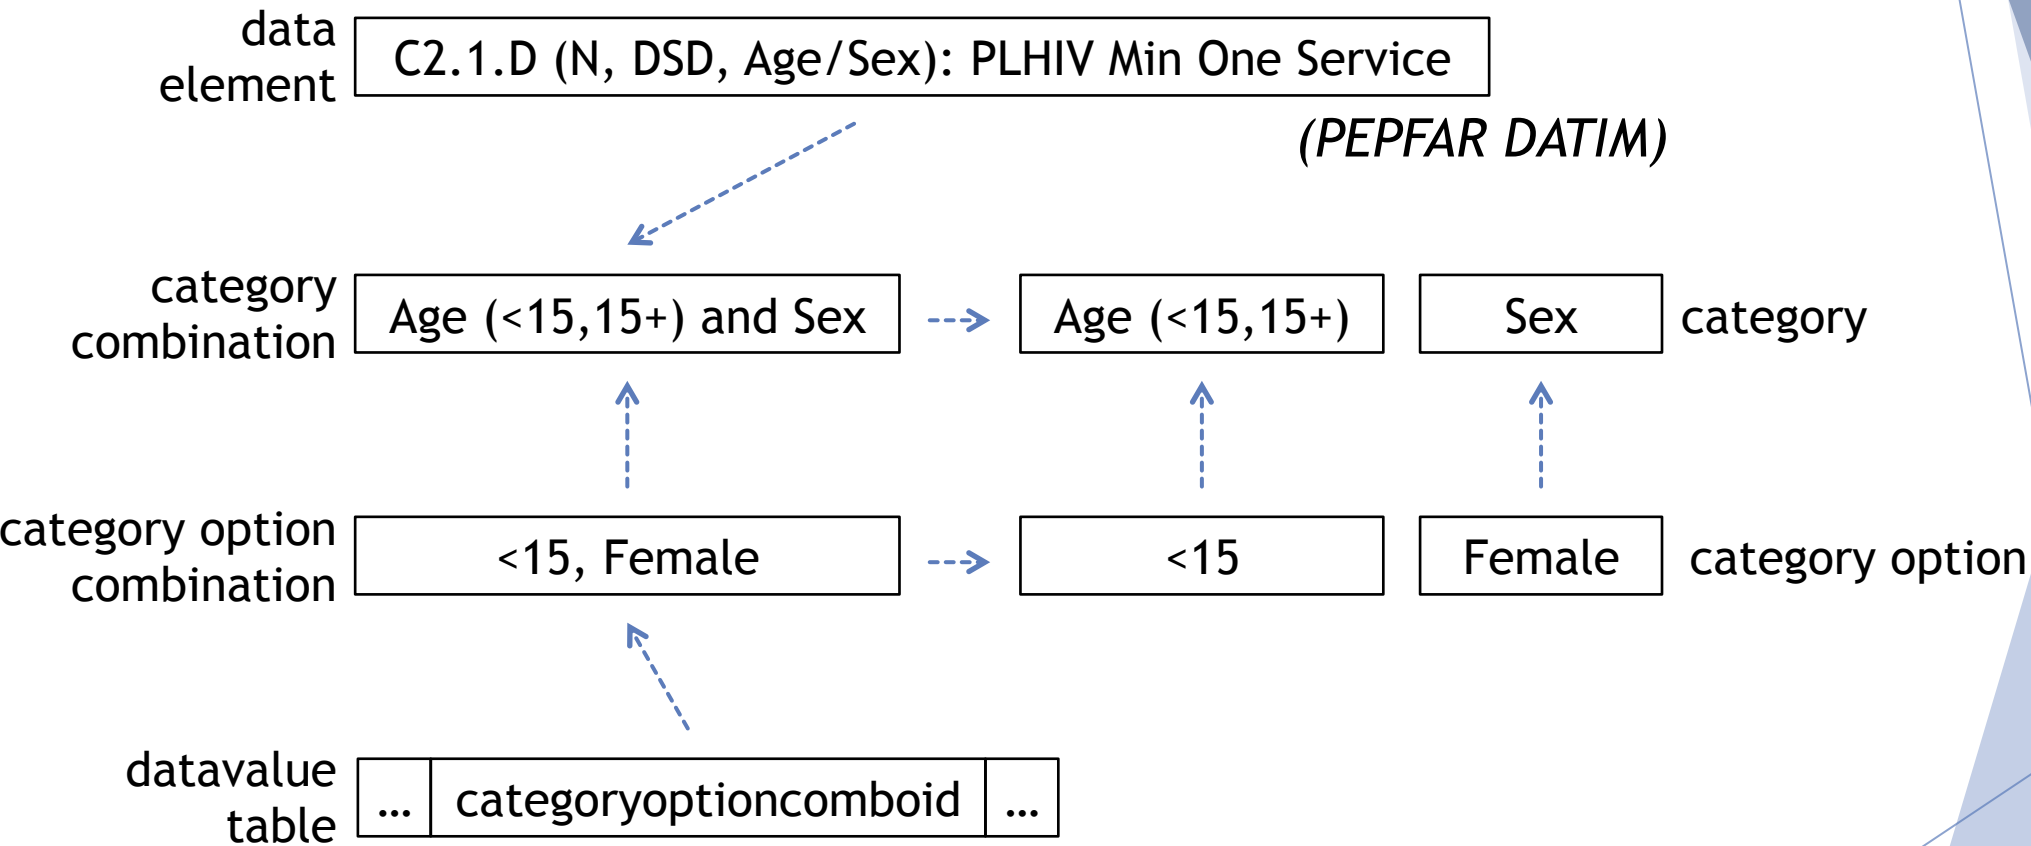 data
element
C2.1.D (N, DSD, Age/Sex): PLHIV Min One Service
(PEPFAR DATIM)
category
combination
Age (<15,15+) and Sex
Age (<15,15+)
Sex
category
category option
combination
<15, Female
<15
Female
category option
datavalue
table
...
categoryoptioncomboid
...